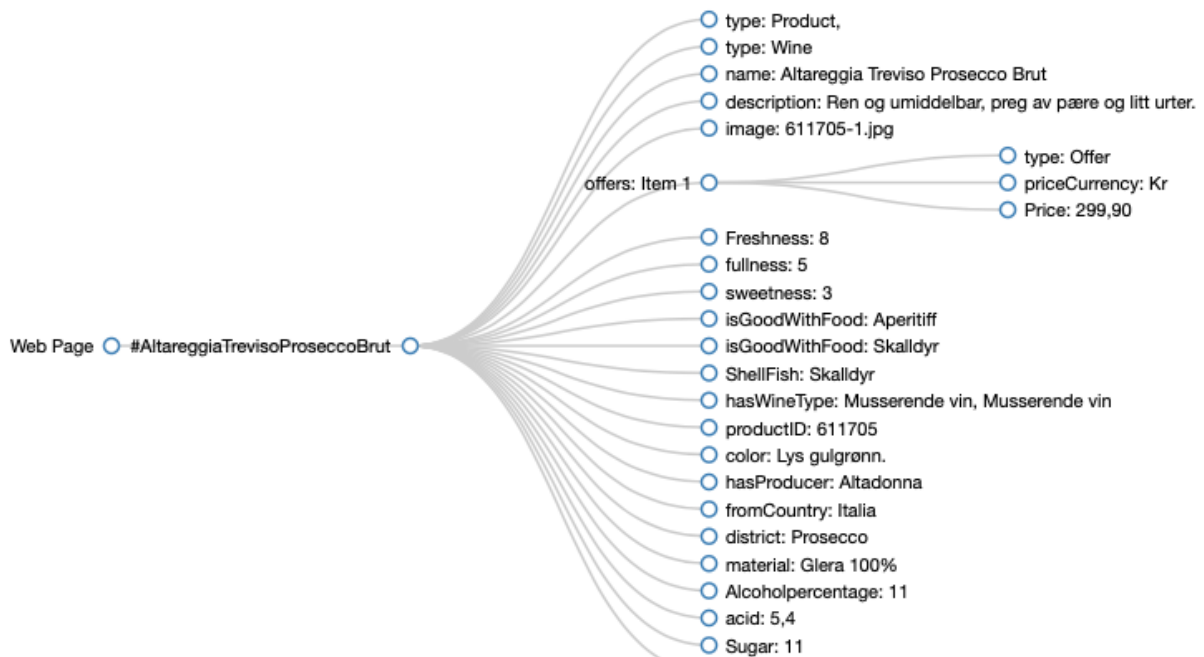 type: Product,
type: Wine
name: Altareggia Treviso Prosecco Brut
description: Ren og umiddelbar, preg av pære og litt urter.
image: 611705-1.jpg
offers: Item 1
type: Offer
priceCurrency: Kr
Price: 299,90
Freshness: 8
fullness: 5
sweetness: 3
isGoodWithFood: Aperitiff
Web Page
#AltareggiaTrevisoProseccoBrut
isGoodWithFood: Skalldyr
ShellFish: Skalldyr
hasWineType: Musserende vin, Musserende vin
productID: 611705
color: Lys gulgrønn.
hasProducer: Altadonna
fromCountry: Italia
district: Prosecco
material: Glera 100%
Alcoholpercentage: 11
acid: 5,4
Sugar: 11